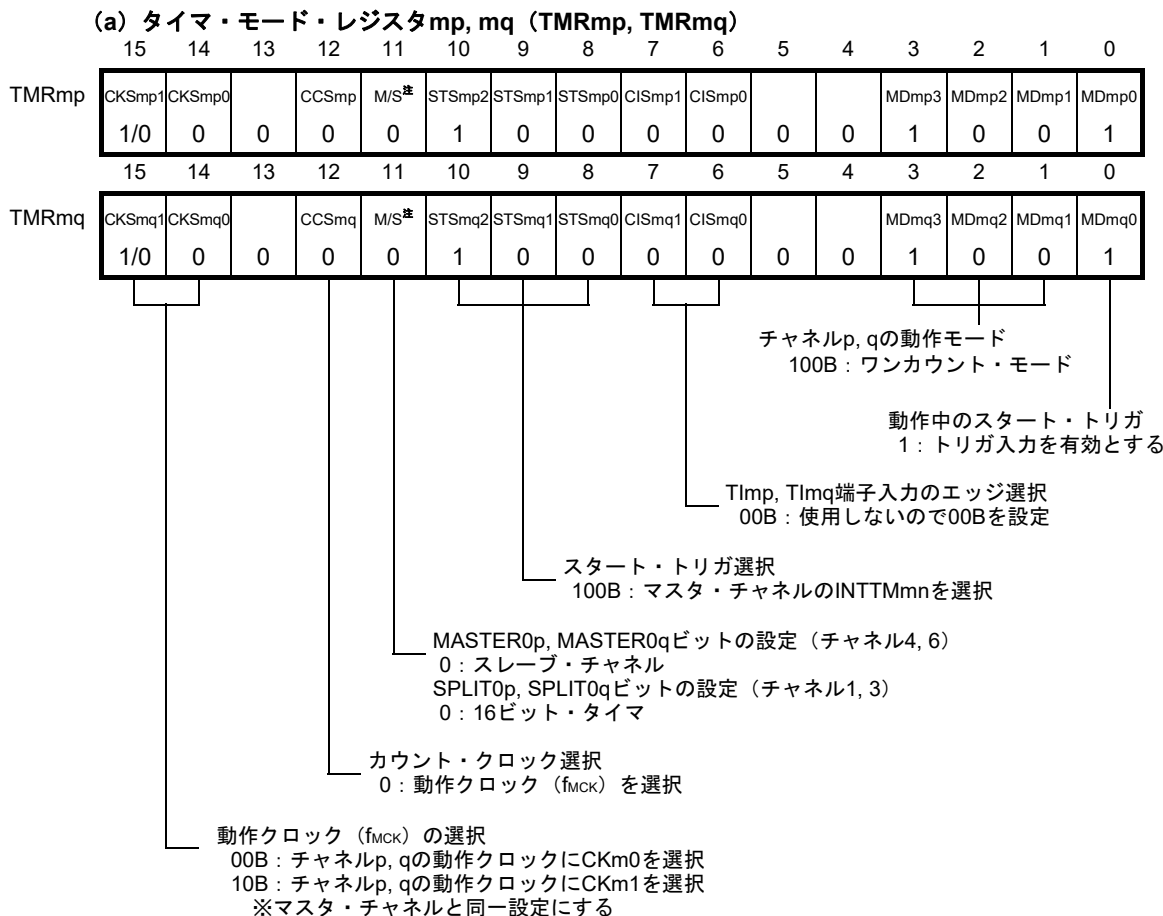 （a）タイマ・モード・レジスタmp, mq（TMRmp, TMRmq）
15 14 13 12 11 10 9 8 7 6 5 4 3 2 1 0
TMRmp CKSmp1 CKSmp0 CCSmp M/S注 STSmp2 STSmp1 STSmp0 CISmp1 CISmp0 MDmp3 MDmp2 MDmp1 MDmp0
1/0 0 0 0 0 1 0 0 0 0 0 0 1 0 0 1
15 14 13 12 11 10 9 8 7 6 5 4 3 2 1 0
TMRmq CKSmq1 CKSmq0 CCSmq M/S注 STSmq2 STSmq1 STSmq0 CISmq1 CISmq0 MDmq3 MDmq2 MDmq1 MDmq0
1/0 0 0 0 0 1 0 0 0 0 0 0 1 0 0 1
チャネルp, qの動作モード
100B：ワンカウント・モード
動作中のスタート・トリガ
1：トリガ入力を有効とする
TImp, TImq端子入力のエッジ選択
00B：使用しないので00Bを設定
スタート・トリガ選択
100B：マスタ・チャネルのINTTMmnを選択
MASTER0p, MASTER0qビットの設定（チャネル4, 6）
0：スレーブ・チャネル
SPLIT0p, SPLIT0qビットの設定（チャネル1, 3）
0：16ビット・タイマ
カウント・クロック選択
0：動作クロック（fMCK）を選択
動作クロック（fMCK）の選択
00B：チャネルp, qの動作クロックにCKm0を選択
10B：チャネルp, qの動作クロックにCKm1を選択
※マスタ・チャネルと同一設定にする